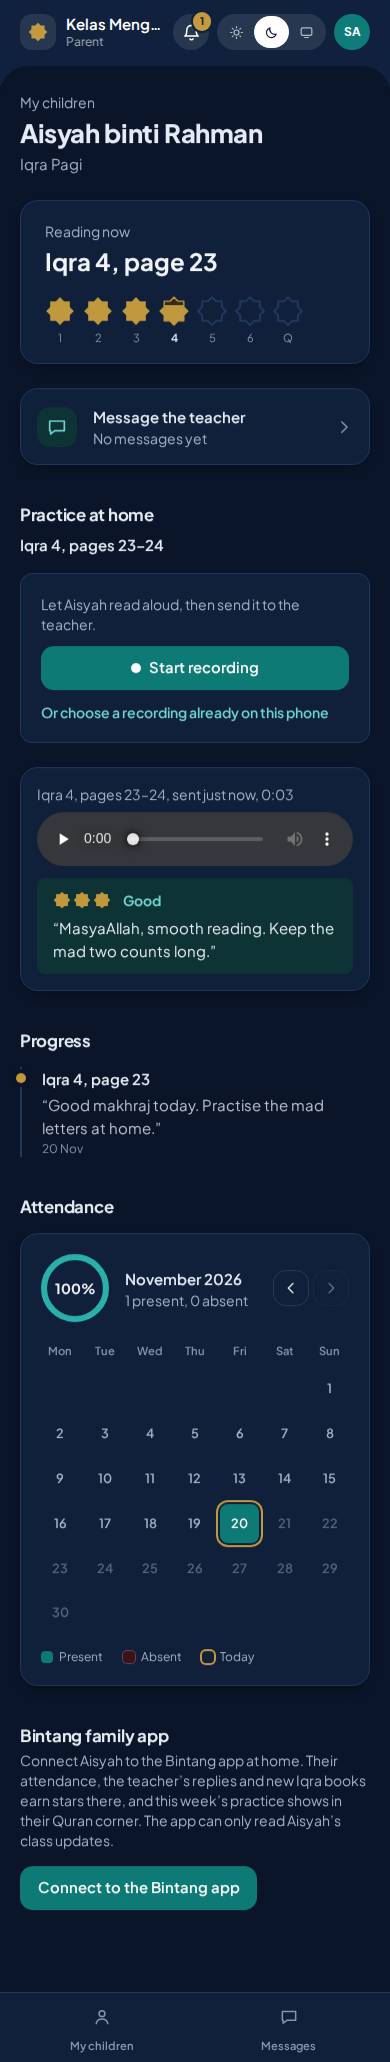 Kelas Meng...
Parent
1
SA
My children
Aisyah binti Rahman
Iqra Pagi
Reading now
Iqra 4, page 23
1 2 3 4 5 6 Q
Message the teacher
No messages yet
Practice at home
Iqra 4, pages 23–24
Let Aisyah read aloud, then send it to the
teacher.
Start recording
Or choose a recording already on this phone
Iqra 4, pages 23–24, sent just now, 0:03
0:00
Good
“MasyaAllah, smooth reading. Keep the
mad two counts long.”
Progress
Iqra 4, page 23
“Good makhraj today. Practise the mad
letters at home.”
20 Nov
Attendance
100%
November 2026
1 present, 0 absent
Mon Tue Wed Thu Fri Sat Sun
1
2 3 4 5 6 7 8
9 10 11 12 13 14 15
16 17 18 19 20 21 22
23 24 25 26 27 28 29
30
Present Absent Today
Bintang family app
Connect Aisyah to the Bintang app at home. Their
attendance, the teacher’s replies and new Iqra books
earn stars there, and this week’s practice shows in
their Quran corner. The app can only read Aisyah’s
class updates.
Connect to the Bintang app
My children Messages